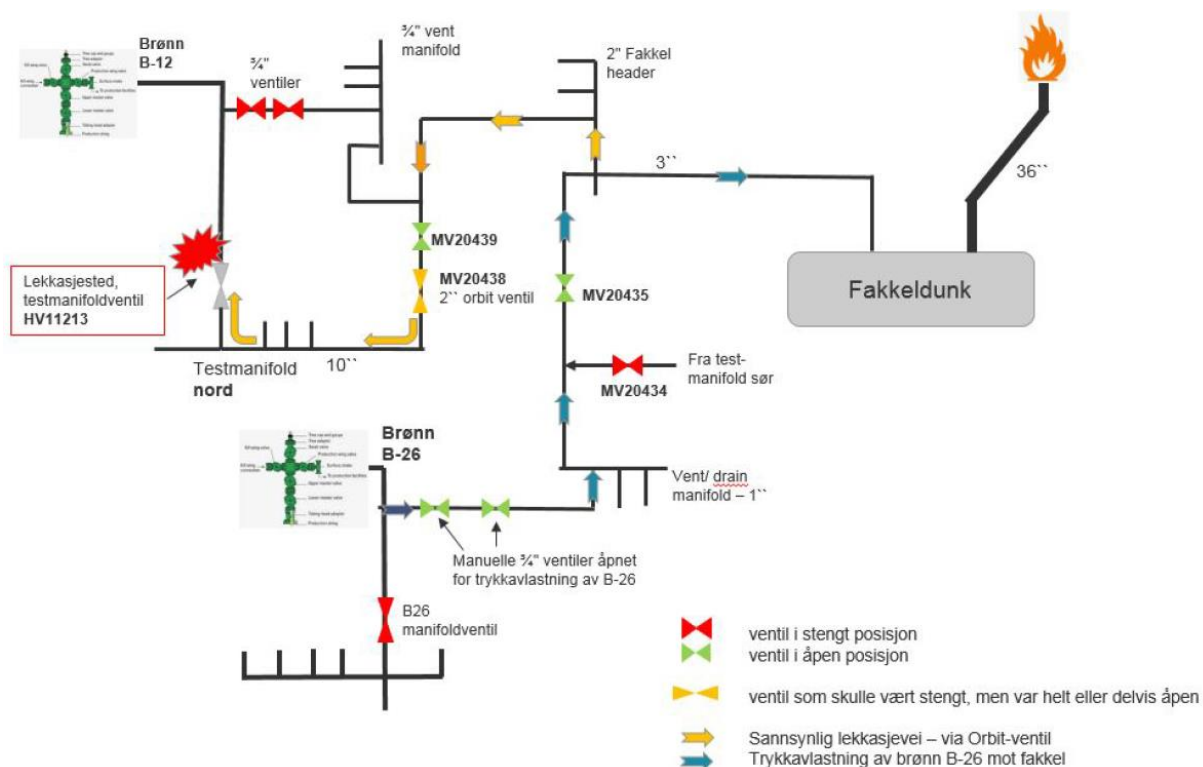 Brønn
B-12
¾" 
ventiler
¾" vent
manifold
2" Fakkel
header
3``
36``
MV20439
MV20438
2`` orbit ventil
MV20435
Fakkeldunk
Lekkasjested,
testmanifoldventil
HV11213
Testmanifold
nord
10``
MV20434
Fra test-
manifold sør
Brønn
B-26
Vent/ drain
manifold – 1``
Manuelle ¾" ventiler åpnet
for trykkavlastning av B-26
B26
manifoldventil
ventil i stengt posisjon
ventil i åpen posisjon
ventil som skulle vært stengt, men var helt eller delvis åpen
Sannsynlig lekkasjevei – via Orbit-ventil
Trykkavlastning av brønn B-26 mot fakkel